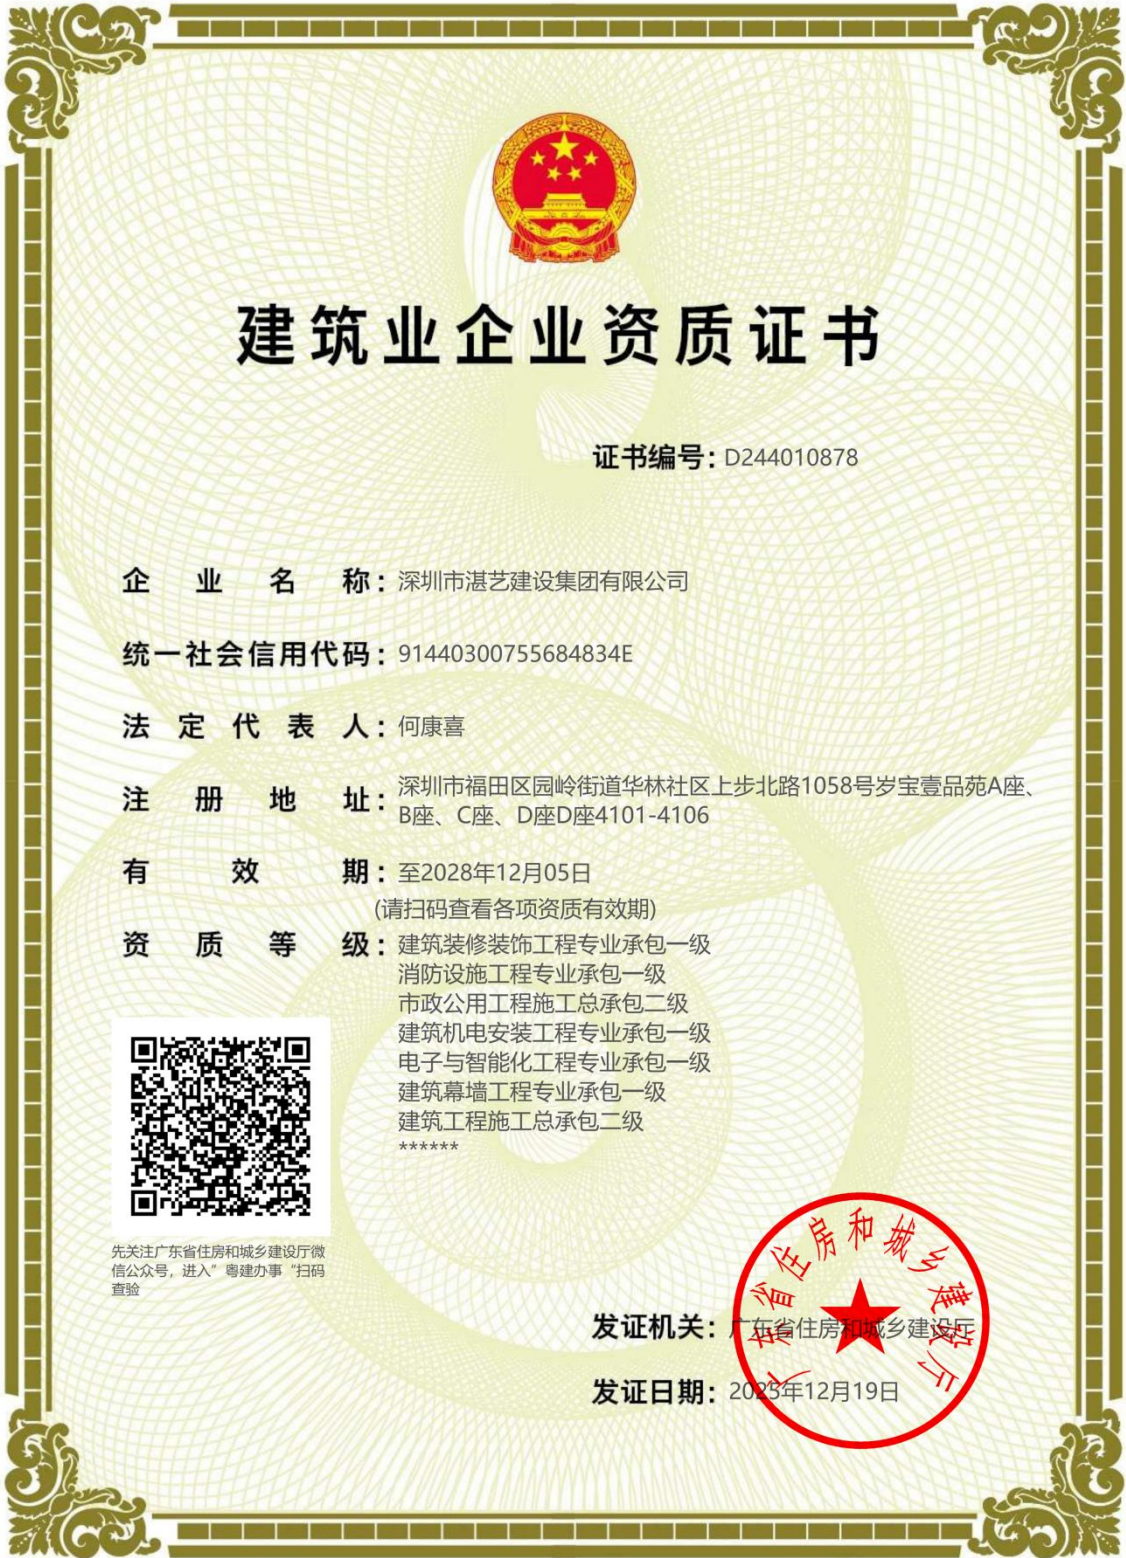 建筑业企业资质证书
证书编号：D244010878
企业名称：深圳市湛艺建设集团有限公司
统一社会信用代码：91440300755684834E
法定代表人：何康喜
注册地址：深圳市福田区园岭街道华林社区上步北路1058号岁宝壹品苑A座、
B座、C座、D座D座4101-4106
有效期：至2028年12月05日
(请扫码查看各项资质有效期)
资质等级：建筑装修装饰工程专业承包一级
消防设施工程专业承包一级
市政公用工程施工总承包二级
建筑机电安装工程专业承包一级
电子与智能化工程专业承包一级
建筑幕墙工程专业承包一级
建筑工程施工总承包二级
******
先关注广东省住房和城乡建设厅微
信公众号，进入”粤建办事“扫码
查验
广东省住房和城乡建设厅
发证机关：广东省住房和城乡建设厅
发证日期：2025年12月19日